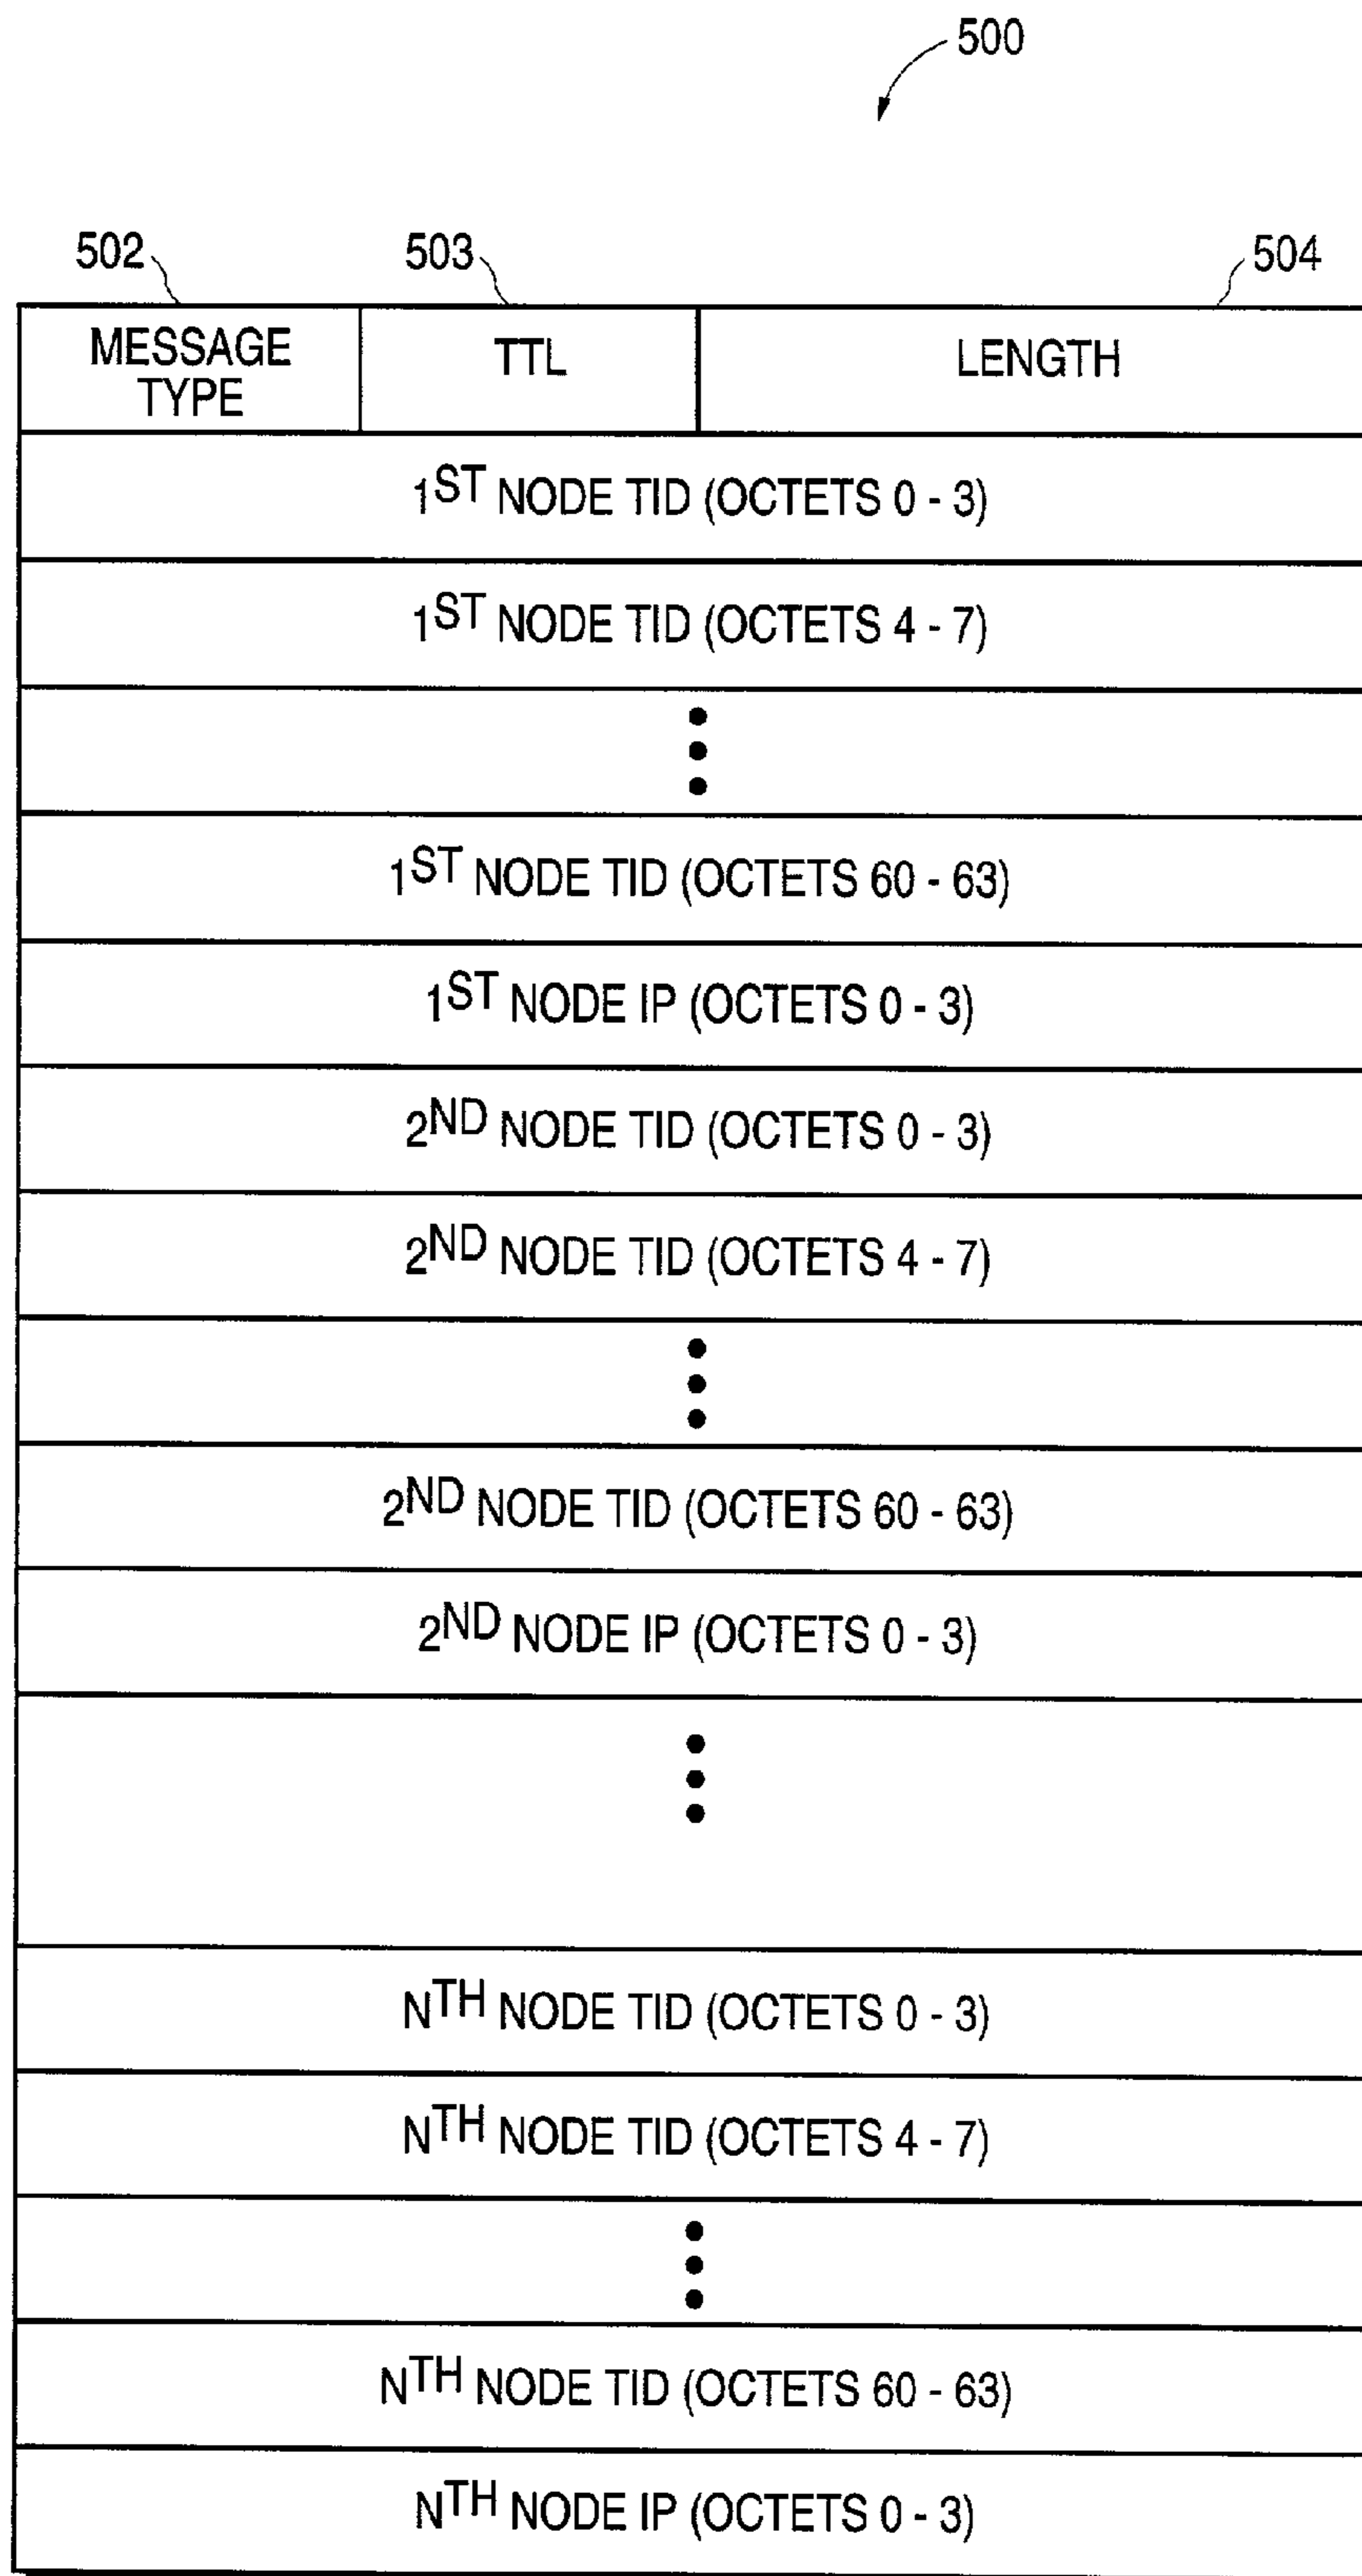 500
502 503 504
MESSAGE TTL LENGTH
TYPE
1ST NODE TID (OCTETS 0 - 3)
1ST NODE TID (OCTETS 4 - 7)
1ST NODE TID (OCTETS 60 - 63)
1ST NODE IP (OCTETS 0 - 3)
2ND NODE TID (OCTETS 0 - 3)
2ND NODE TID (OCTETS 4 - 7)
2ND NODE TID (OCTETS 60 - 63)
2ND NODE IP (OCTETS 0 - 3)
NTH NODE TID (OCTETS 0 - 3)
NTH NODE TID (OCTETS 4 - 7)
NTH NODE TID (OCTETS 60 - 63)
NTH NODE IP (OCTETS 0 - 3)